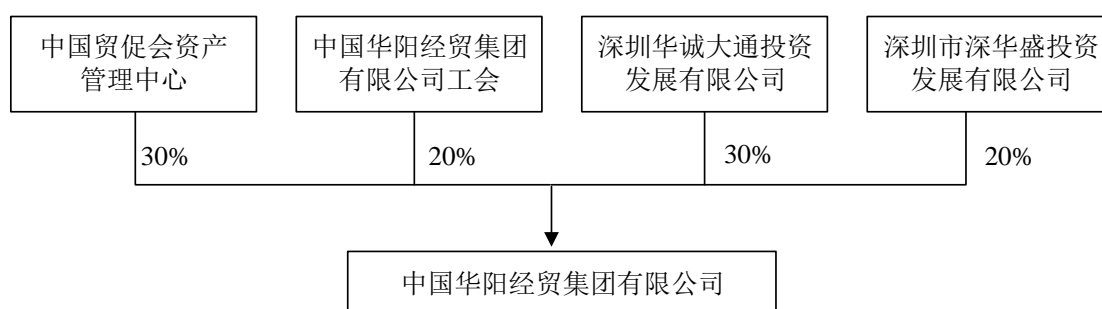 中国贸促会资产
管理中心
中国华阳经贸集团
有限公司工会
深圳华诚大通投资
发展有限公司
深圳市深华盛投资
发展有限公司
30%
20%
30%
20%
中国华阳经贸集团有限公司